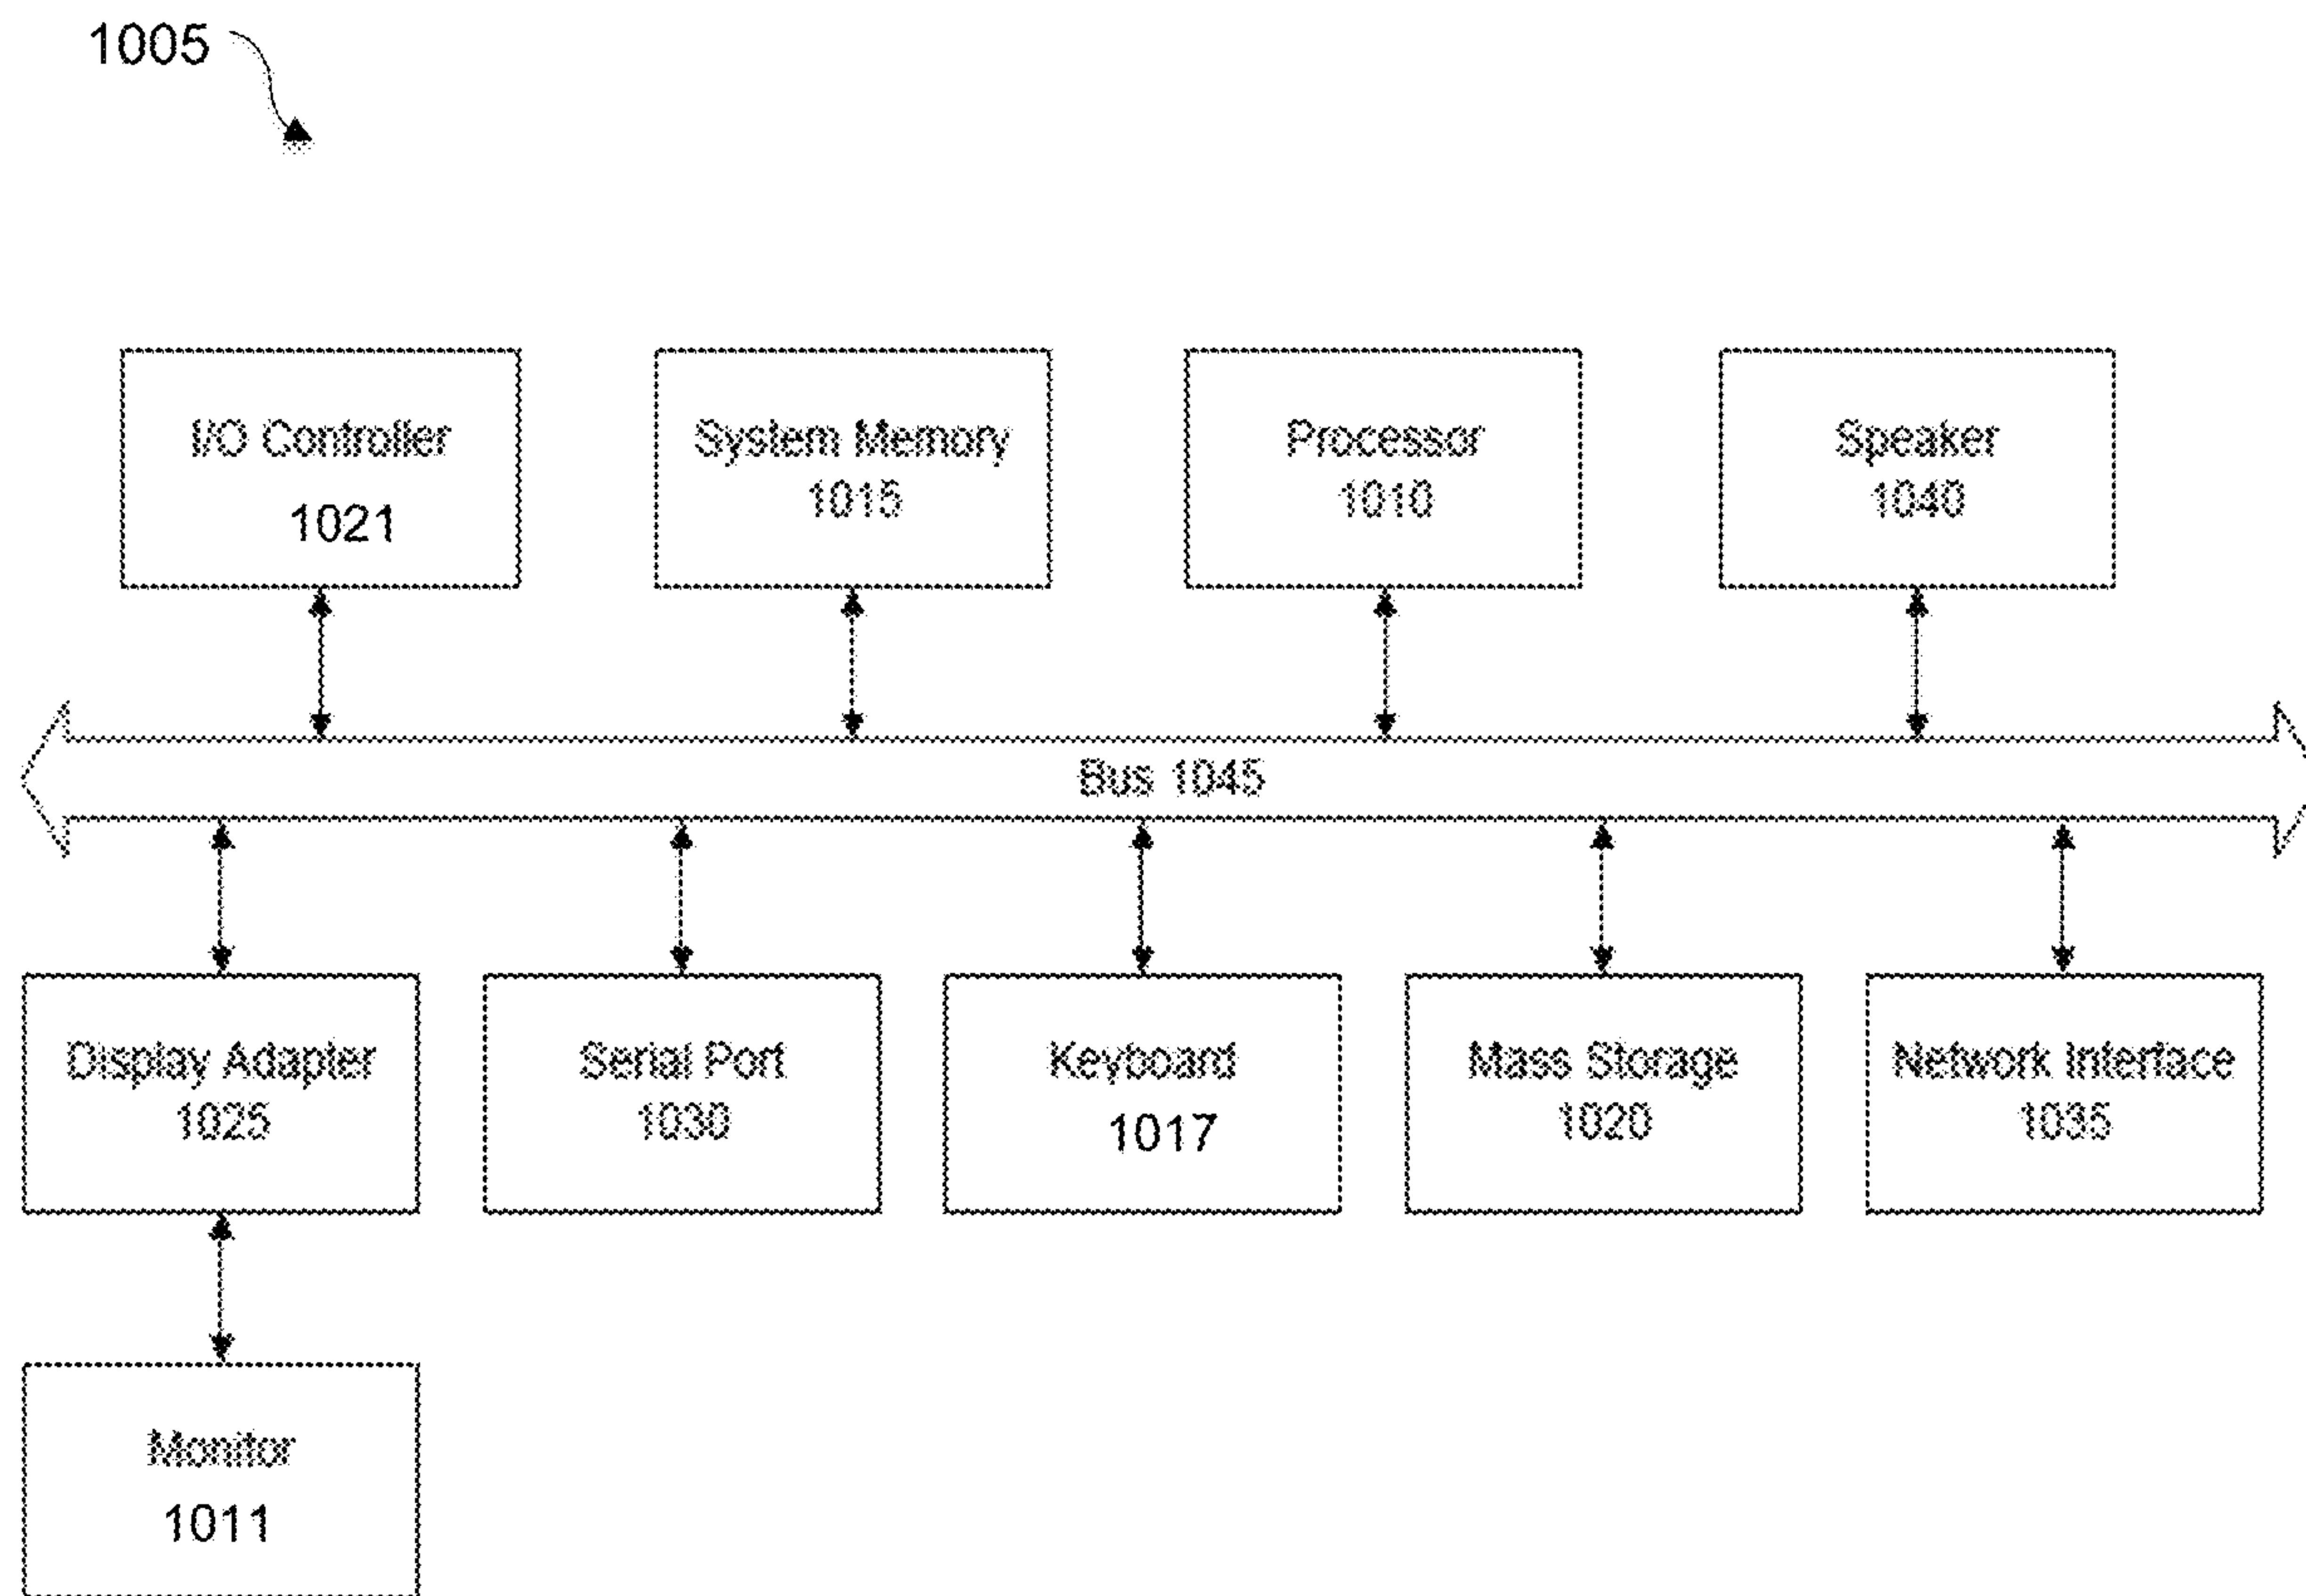 1005
I/O Controller
1021
System Memory
1015
Processor
1010
Speaker
1040
Bus 1045
Display Adapter
1025
Serial Port
1030
Keyboard
1017
Mass Storage
1020
Network Interface
1035
Monitor
1011